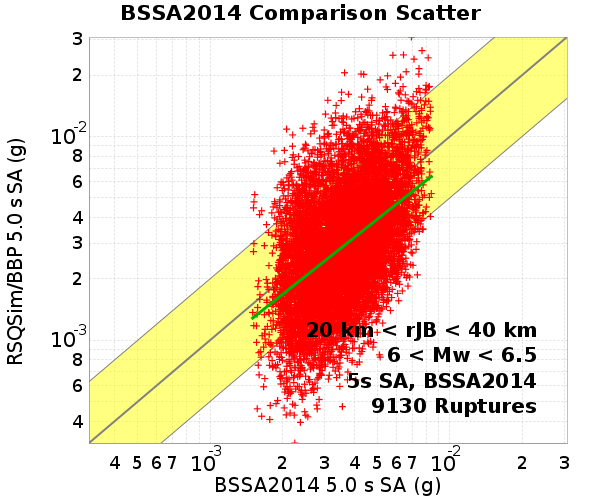 BSSA2014 Comparison Scatter
RSQSim/BBP 5.0 s SA (g)
3
2
10-2
8
6
4
3
2
10-3
8
6
4
20 km < rJB < 40 km
6 < Mw < 6.5
5s SA, BSSA2014
9130 Ruptures
4 5 6 7 10-3 2 3 4 5 6 7 10-2 2 3
BSSA2014 5.0 s SA (g)